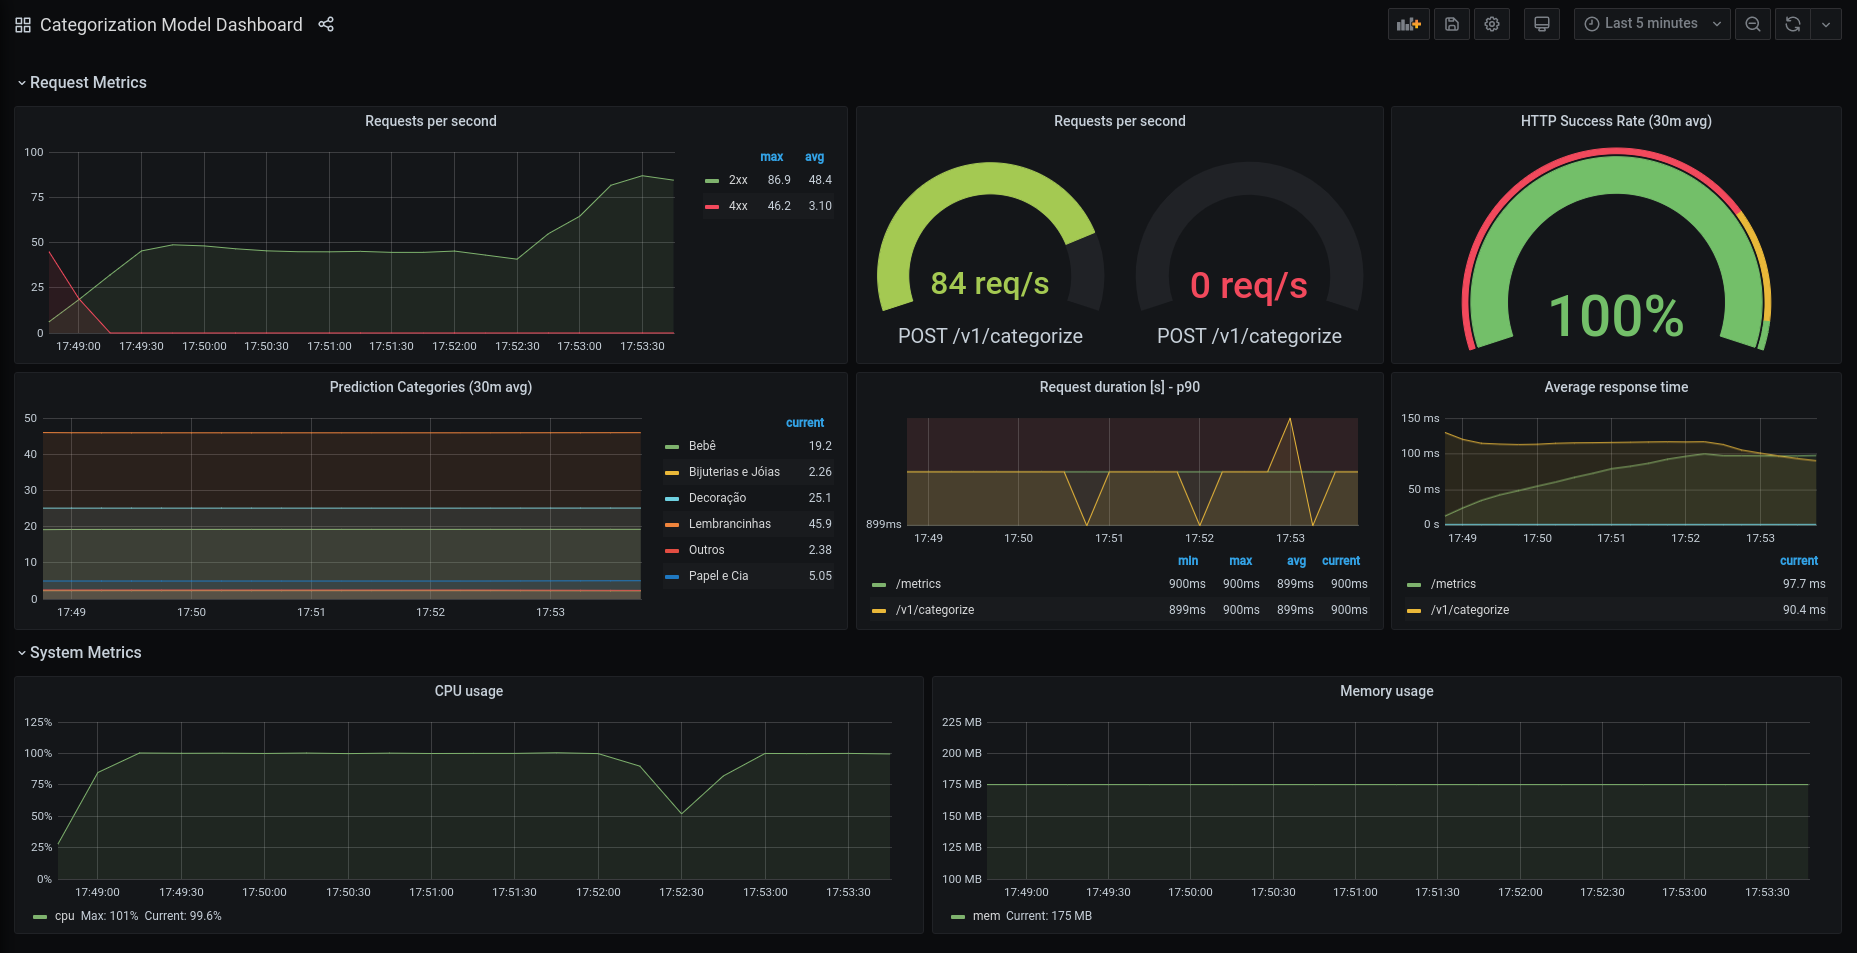 Categorization Model Dashboard
Last 5 minutes
Request Metrics
Requests per second
100
75
50
25
0
17:49:00 17:49:30 17:50:00 17:50:30 17:51:00 17:51:30 17:52:00 17:52:30 17:53:00 17:53:30
max avg
2xx 86.9 48.4
4xx 46.2 3.10
Requests per second
84 req/s
POST /v1/categorize
0 req/s
POST /v1/categorize
HTTP Success Rate (30m avg)
100%
Prediction Categories (30m avg)
50
40
30
20
10
0
17:49 17:50 17:51 17:52 17:53
current
Bebê 19.2
Bijuterias e Jóias 2.26
Decoração 25.1
Lembrancinhas 45.9
Outros 2.38
Papel e Cia 5.05
Request duration [s] - p90
899ms
17:49 17:50 17:51 17:52 17:53
min max avg current
/metrics 900ms 900ms 899ms 900ms
/v1/categorize 899ms 900ms 899ms 900ms
Average response time
150 ms
100 ms
50 ms
0 s
17:49 17:50 17:51 17:52 17:53
current
/metrics 97.7 ms
/v1/categorize 90.4 ms
System Metrics
CPU usage
125%
100%
75%
50%
25%
0%
17:49:00 17:49:30 17:50:00 17:50:30 17:51:00 17:51:30 17:52:00 17:52:30 17:53:00 17:53:30
cpu Max: 101% Current: 99.6%
Memory usage
225 MB
200 MB
175 MB
150 MB
125 MB
100 MB
17:49:00 17:49:30 17:50:00 17:50:30 17:51:00 17:51:30 17:52:00 17:52:30 17:53:00 17:53:30
mem Current: 175 MB